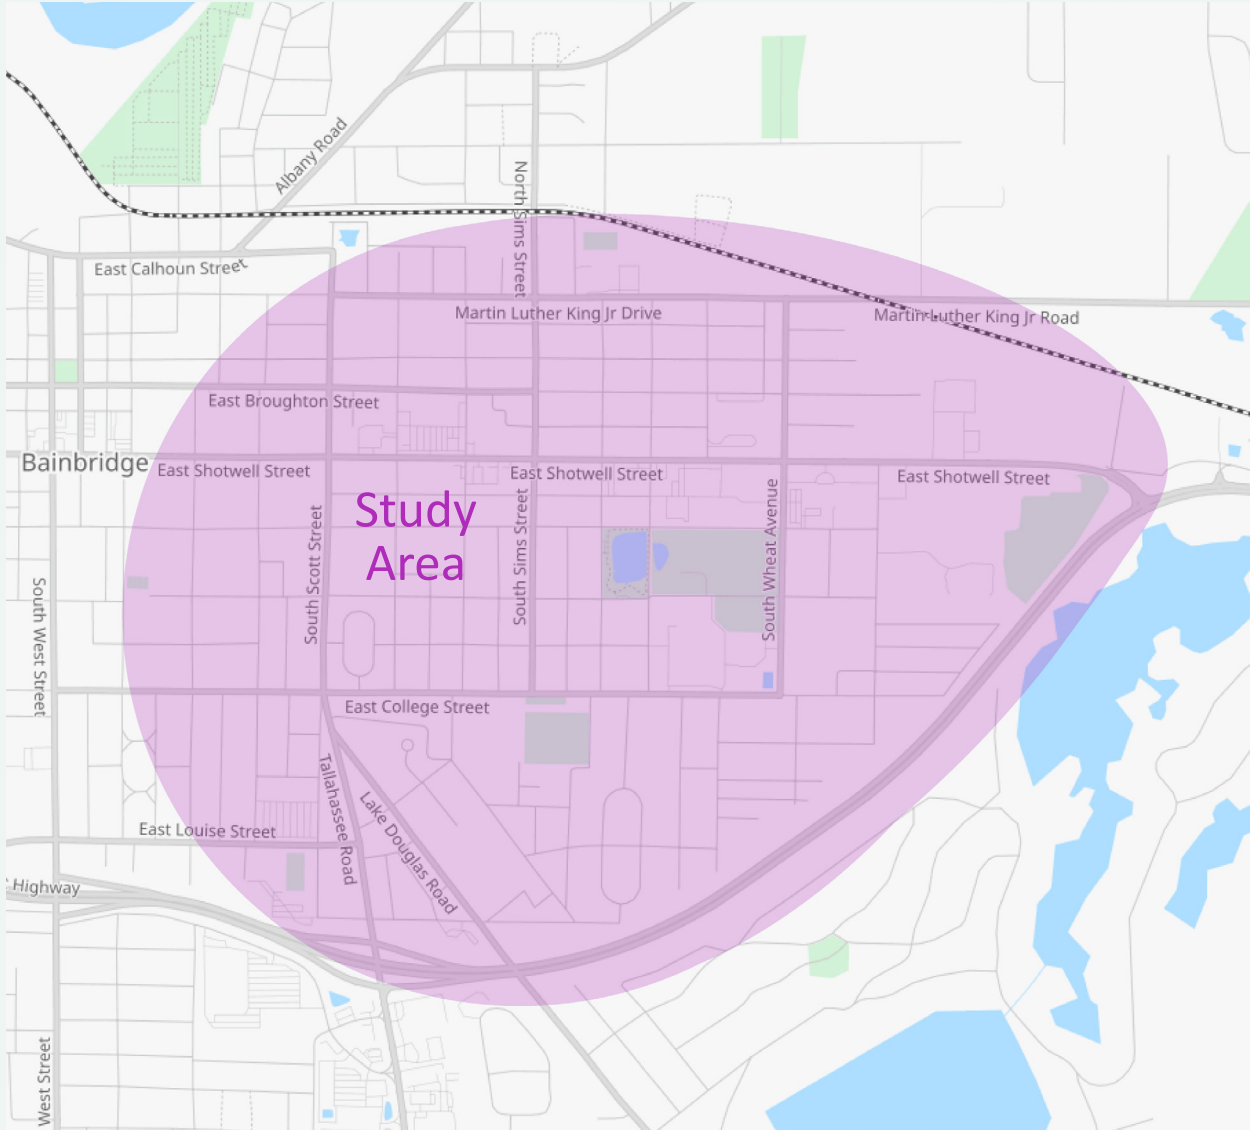 Albany Road
North Sims Street
East Calhoun Street
Martin Luther King Jr Drive
Martin Luther King Jr Road
East Broughton Street
Bainbridge
East Shotwell Street
East Shotwell Street
East Shotwell Street
Study
Area
South Scott Street
South Sims Street
South Wheat Avenue
South West Street
East College Street
Tallahassee Road
Lake Douglas Road
East Louise Street
Highway
West Street